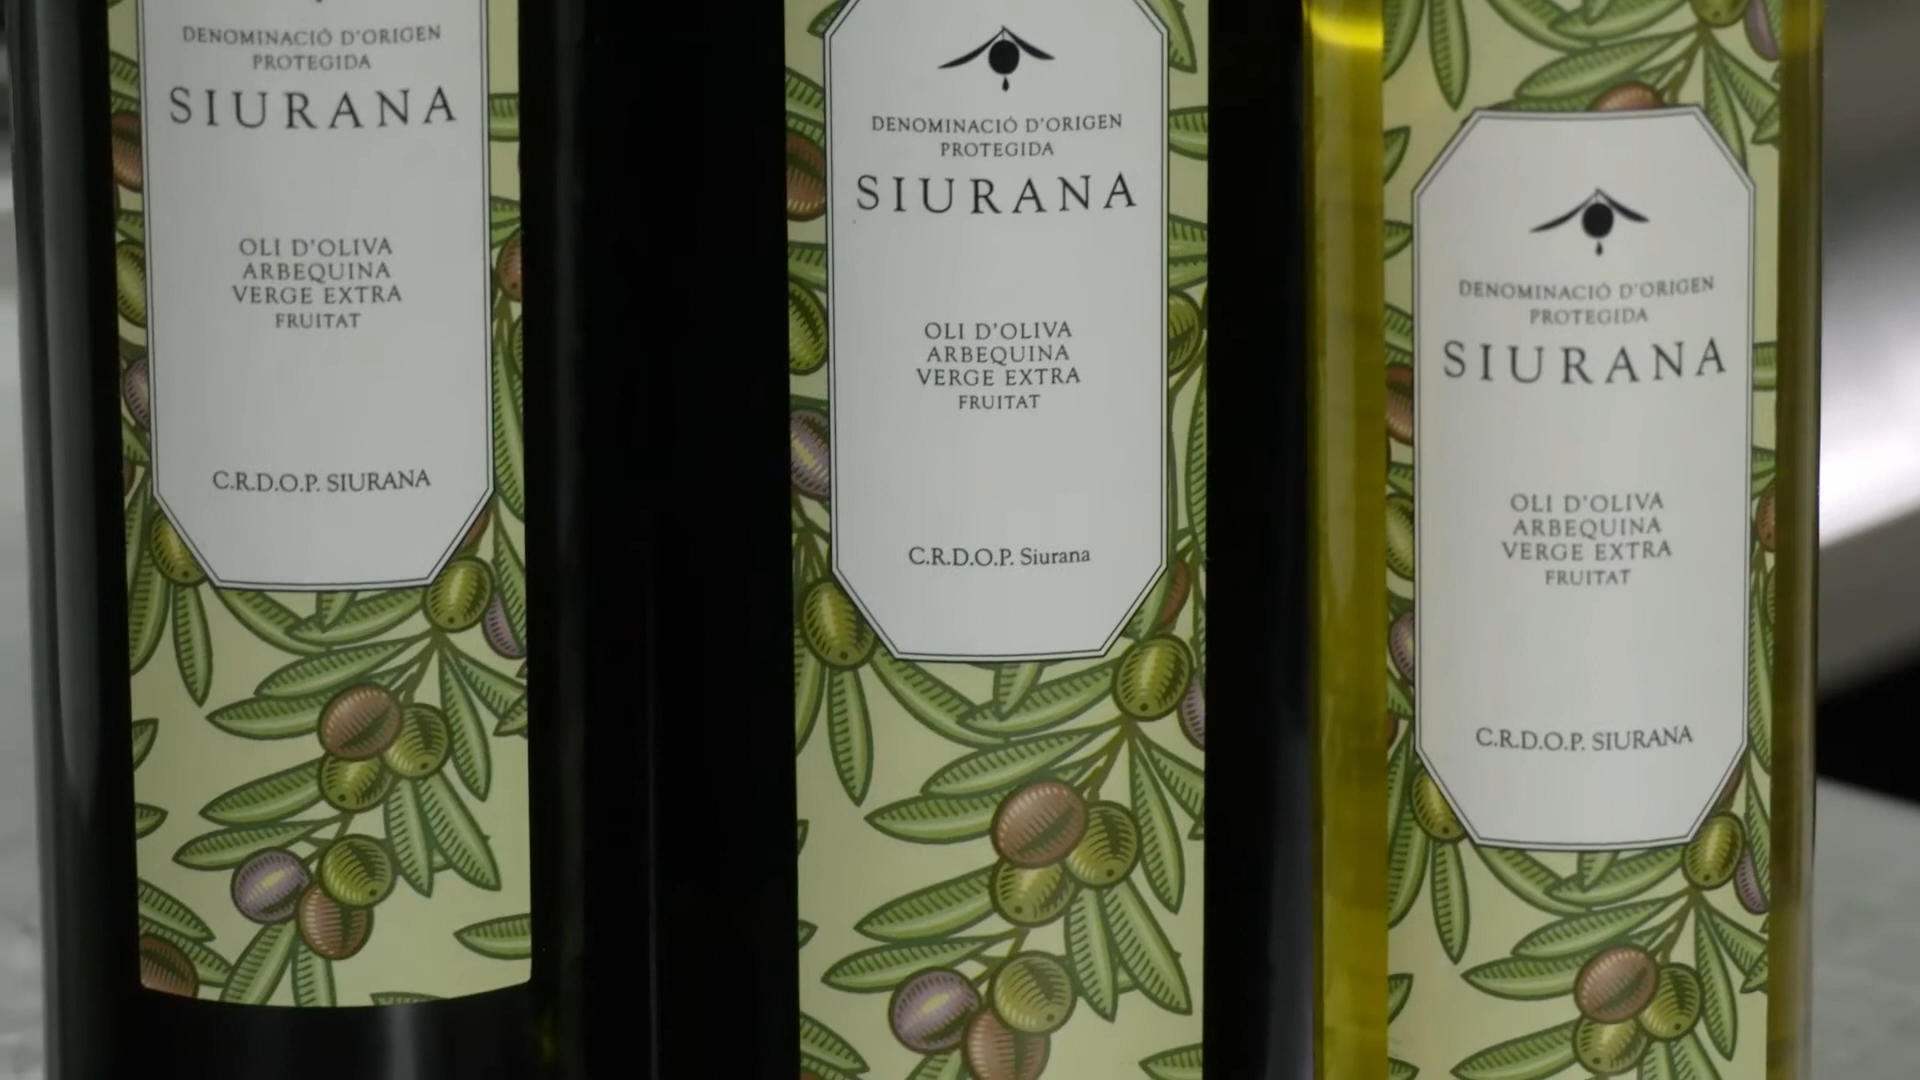 DENOMINACIÓ D'ORIGEN
PROTEGIDA
SIURANA
OLI D'OLIVA
ARBEQUINA
VERGE EXTRA
FRUITAT
C.R.D.O.P. SIURANA
DENOMINACIÓ D'ORIGEN
PROTEGIDA
SIURANA
OLI D'OLIVA
ARBEQUINA
VERGE EXTRA
FRUITAT
C.R.D.O.P. Siurana
DENOMINACIÓ D'ORIGEN
PROTEGIDA
SIURANA
OLI D'OLIVA
ARBEQUINA
VERGE EXTRA
FRUITAT
C.R.D.O.P. SIURANA